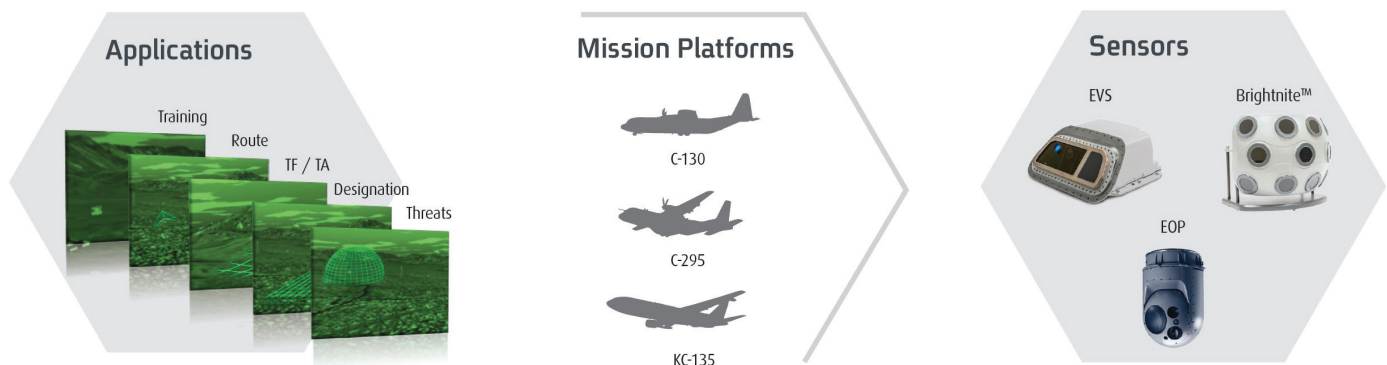 Applications
Training
Route
TF / TA
Designation
Threats
Mission Platforms
C-130
C-295
KC-135
Sensors
EVS
Brightnite™
EOP